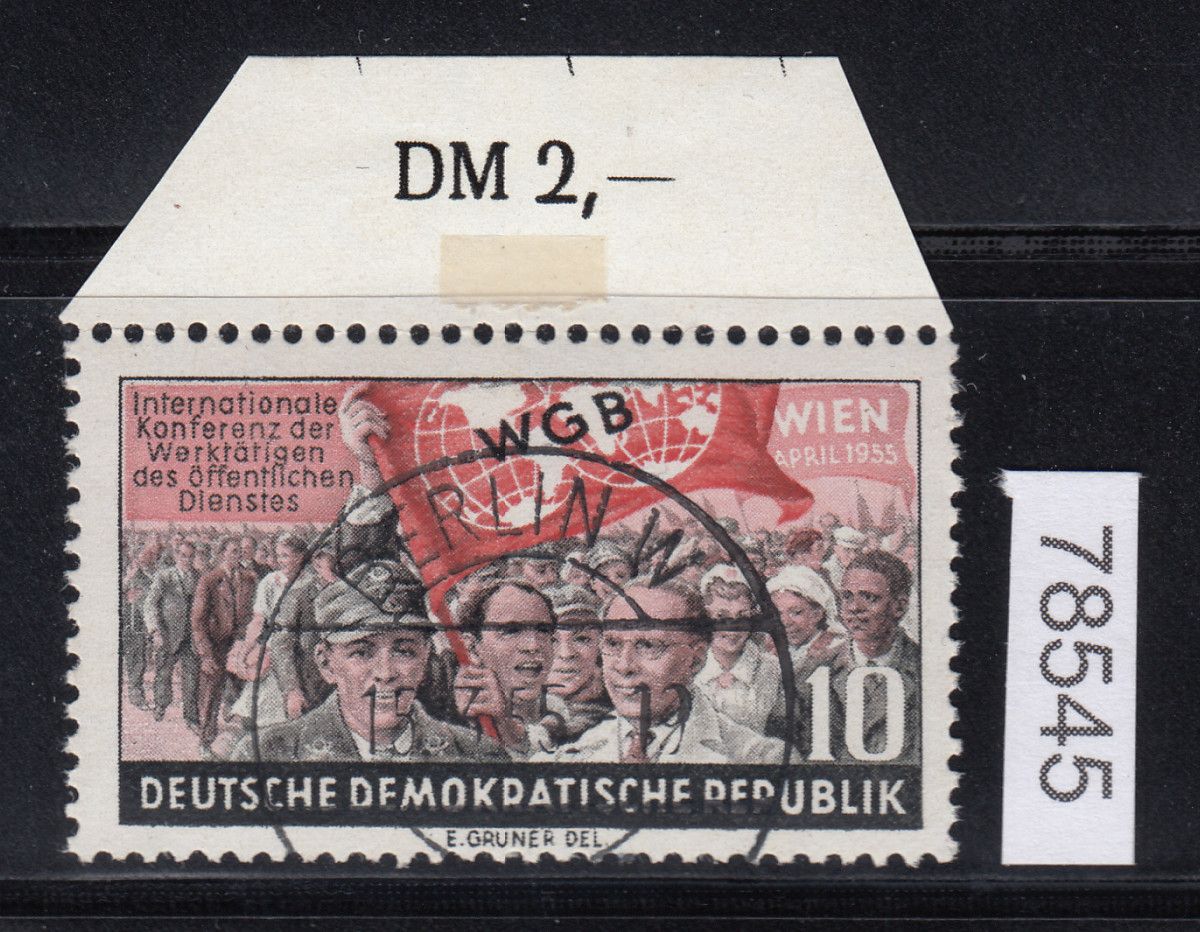 DM 2,—
Internationale
Konferenz der
Werktätigen
des öffentlichen
Dienstes
WGB
WIEN
APRIL 1955
BERLIN W
10
DEUTSCHE DEMOKRATISCHE REPUBLIK
E. GRUNER DEL.
78545